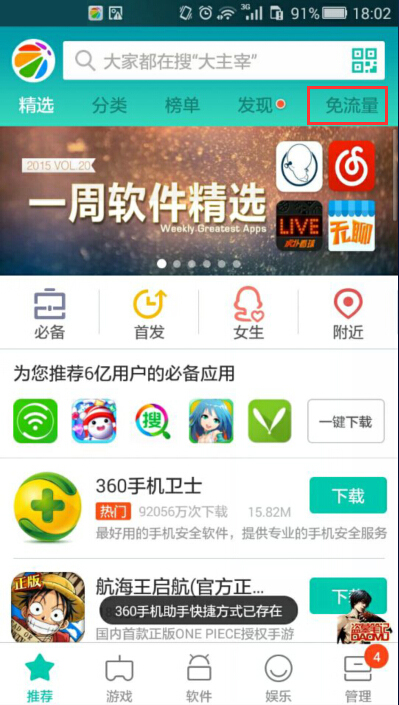 3G 91% 18:02
大家都在搜“大主宰”
精选 分类 榜单 发现 免流量
2015 VOL.20
一周软件精选
Weekly Greatest Apps
LIVE
无聊
必备 首发 女生 附近
为您推荐6亿用户的必备应用
搜
一键下载
360手机卫士
热门 92056万次下载 15.82M
下载
最好用的手机安全软件，提供专业的手机安全服务
正版
航海王启航(官方正...
下载
360手机助手快捷方式已存在
国内首款正版ONE PIECE授权手游
盗墓笔记
DAOMU
4
推荐 游戏 软件 娱乐 管理